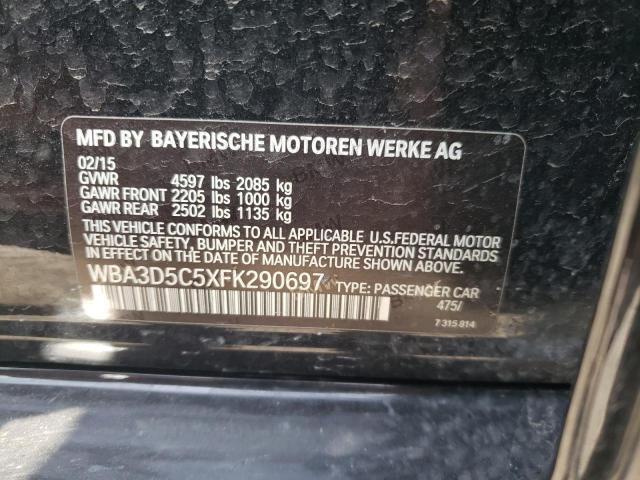 MFD BY BAYERISCHE MOTOREN WERKE AG
02/15
GVWR 4597 lbs 2085 kg
GAWR FRONT 2205 lbs 1000 kg
GAWR REAR 2502 lbs 1135 kg
THIS VEHICLE CONFORMS TO ALL APPLICABLE U.S.FEDERAL MOTOR
VEHICLE SAFETY, BUMPER AND THEFT PREVENTION STANDARDS
IN EFFECT ON THE DATE OF MANUFACTURE SHOWN ABOVE.
WBA3D5C5XFK290697 TYPE: PASSENGER CAR
475/
7 315 814